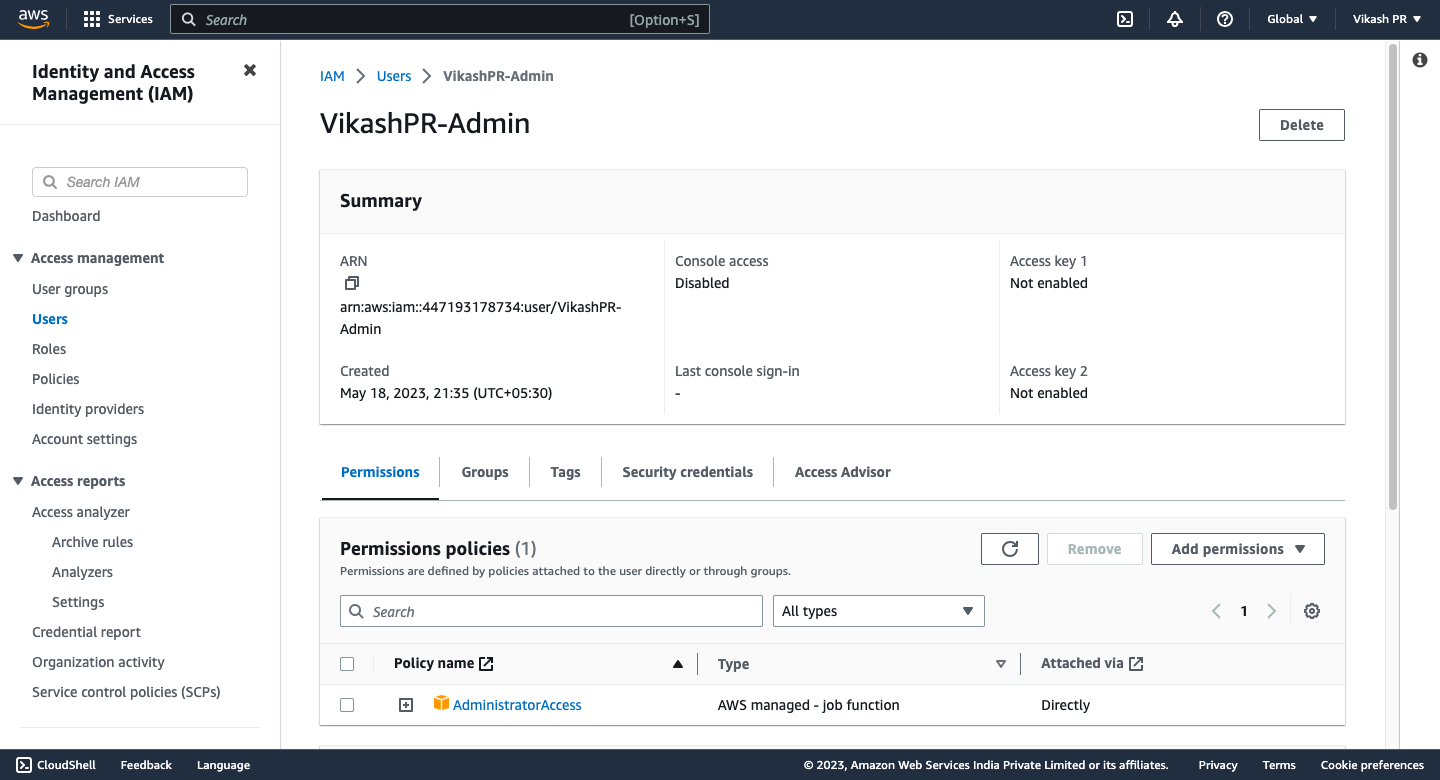 aws
Services
Search
[Option+S]
Global
Vikash PR
Identity and Access
Management (IAM)
Search IAM
Dashboard
Access management
User groups
Users
Roles
Policies
Identity providers
Account settings
Access reports
Access analyzer
Archive rules
Analyzers
Settings
Credential report
Organization activity
Service control policies (SCPs)
IAM
Users
VikashPR-Admin
VikashPR-Admin
Delete
Summary
ARN
arn:aws:iam::447193178734:user/VikashPR-
Admin
Console access
Disabled
Access key 1
Not enabled
Created
May 18, 2023, 21:35 (UTC+05:30)
Last console sign-in
-
Access key 2
Not enabled
Permissions
Groups
Tags
Security credentials
Access Advisor
Permissions policies (1)
Permissions are defined by policies attached to the user directly or through groups.
Remove
Add permissions
Search
All types
1
Policy name
Type
Attached via
AdministratorAccess
AWS managed - job function
Directly
CloudShell
Feedback
Language
© 2023, Amazon Web Services India Private Limited or its affiliates.
Privacy
Terms
Cookie preferences